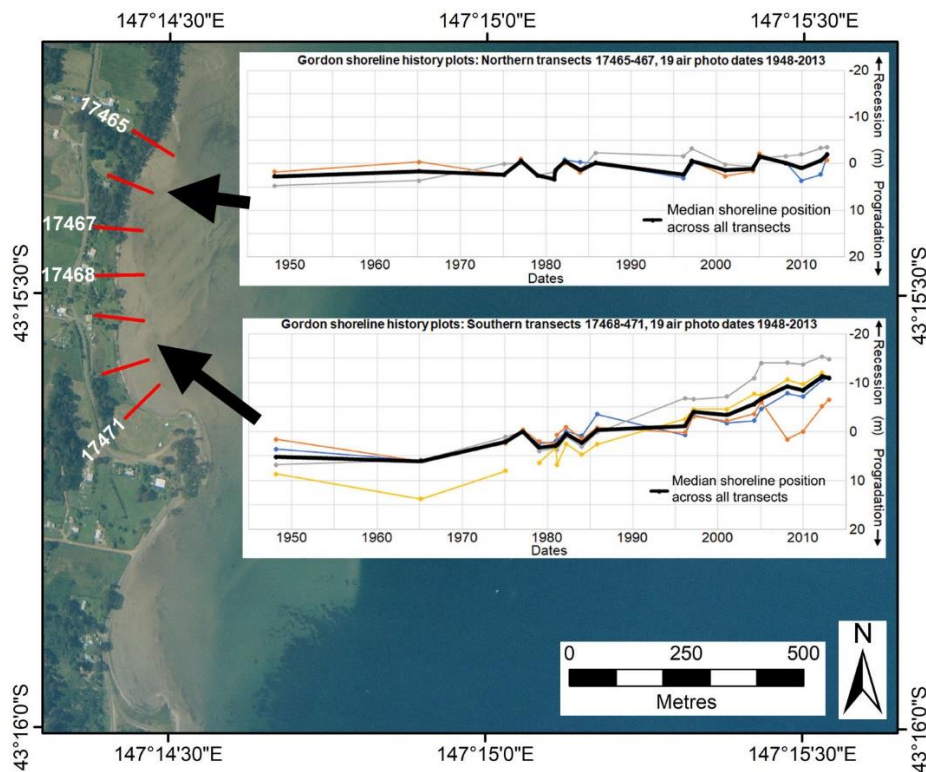 147°14'30"E
147°15'0"E
147°15'30"E
Gordon shoreline history plots: Northern transects 17465-467, 19 air photo dates 1948-2013
-20
-10
0
10
20
← Progradation (m) Recession →
Median shoreline position
across all transects
1950
1960
1970
1980
1990
2000
2010
Dates
17465
17467
17468
17471
43°15'30"S
43°15'30"S
Gordon shoreline history plots: Southern transects 17468-471, 19 air photo dates 1948-2013
-20
-10
0
10
20
← Progradation (m) Recession →
Median shoreline position
across all transects
1950
1960
1970
1980
1990
2000
2010
Dates
0
250
500
Metres
N
43°16'0"S
43°16'0"S
147°14'30"E
147°15'0"E
147°15'30"E